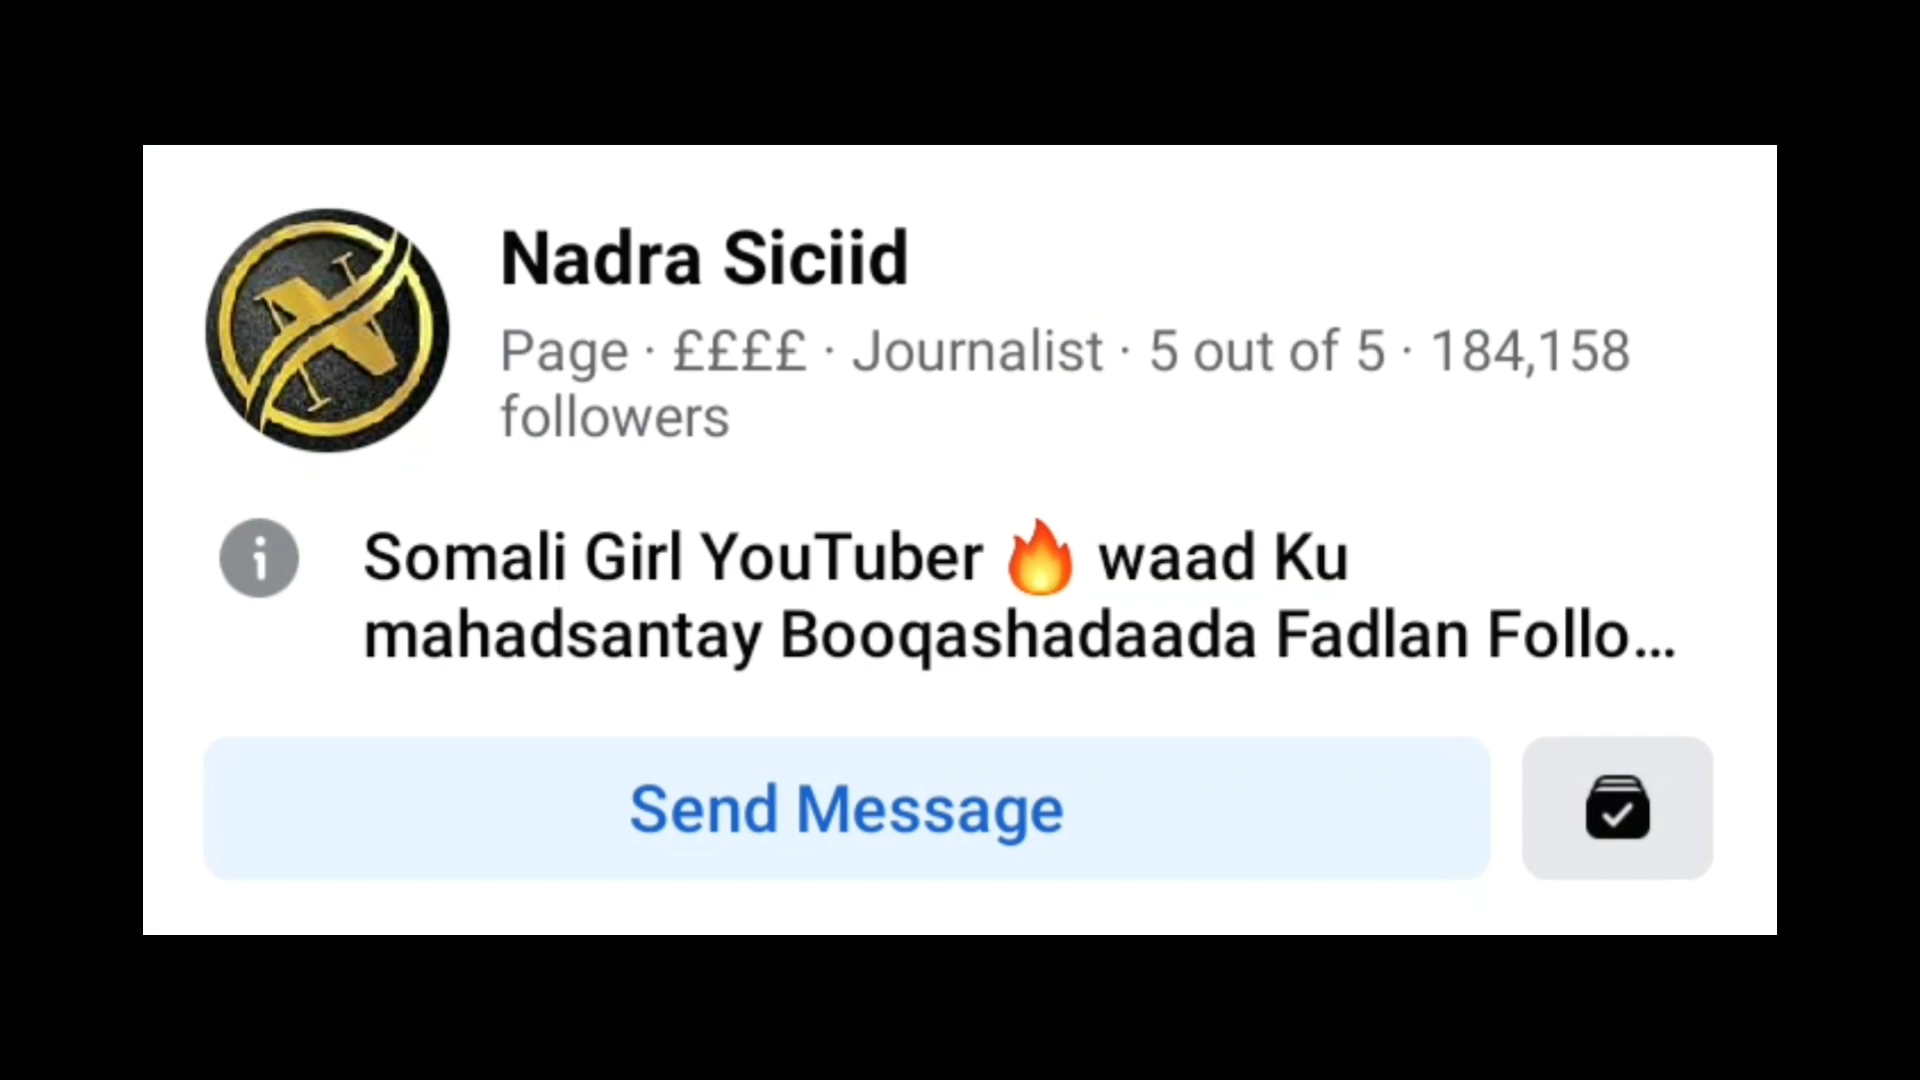 Nadra Siciid
Page · ££££ · Journalist · 5 out of 5 · 184,158
followers
Somali Girl YouTuber 🔥 waad Ku
mahadsantay Booqashadaada Fadlan Follo...
Send Message